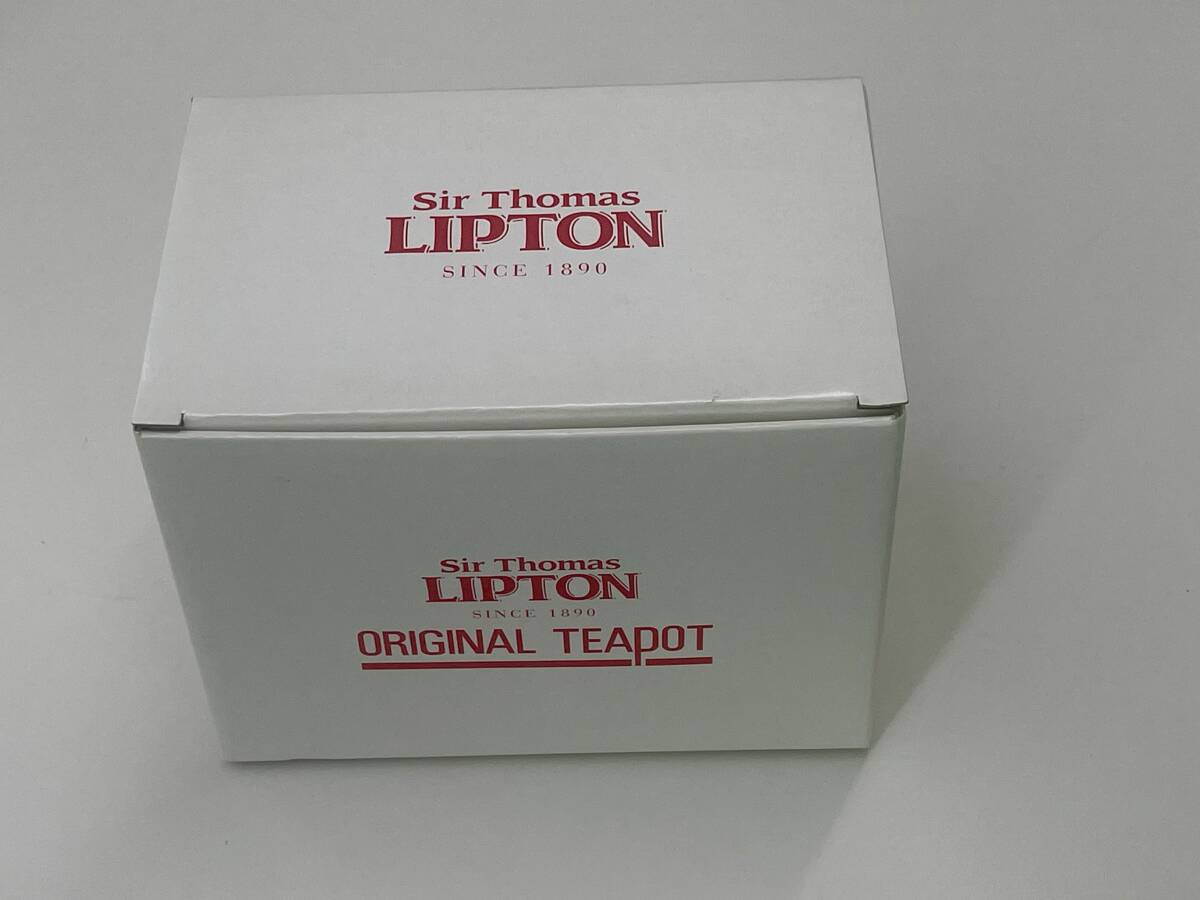 Sir Thomas
LIPTON
SINCE 1890
Sir Thomas
LIPTON
SINCE 1890
ORIGINAL TEApOT